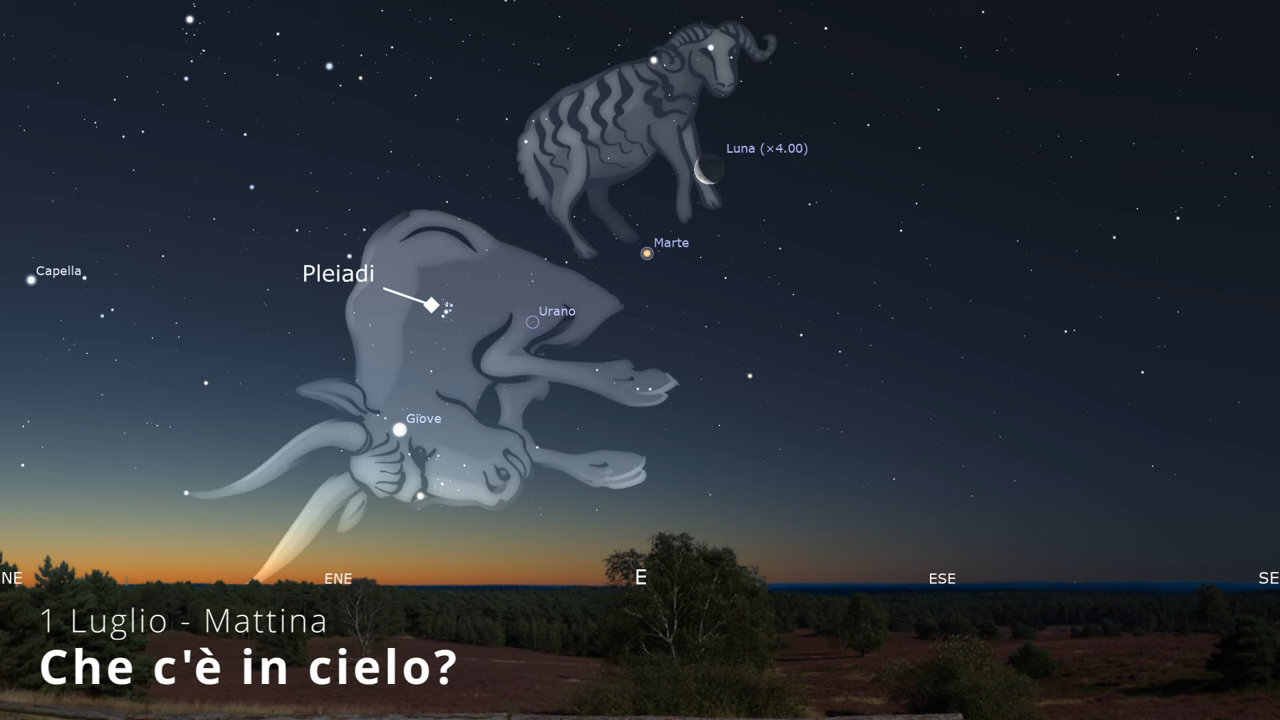 Luna (×4.00)
Marte
Capella
Pleiadi
Urano
Giove
NE
ENE
E
ESE
SE
1 Luglio - Mattina
Che c'è in cielo?